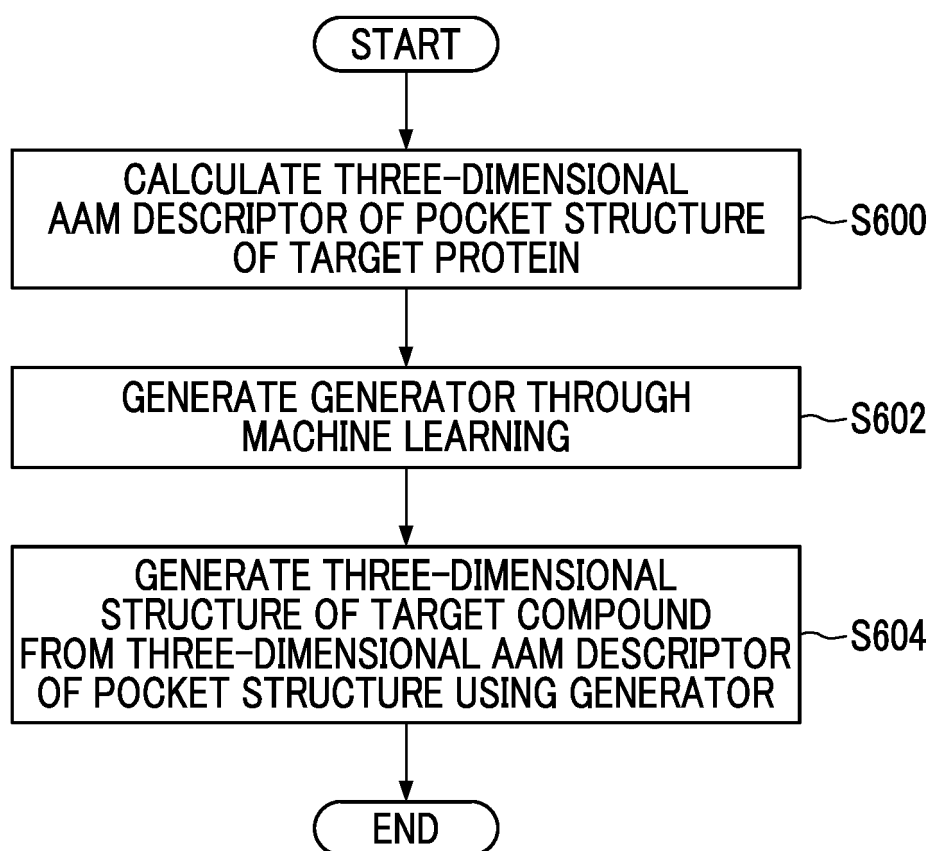 START
CALCULATE THREE-DIMENSIONAL
AAM DESCRIPTOR OF POCKET STRUCTURE
OF TARGET PROTEIN
S600
GENERATE GENERATOR THROUGH
MACHINE LEARNING
S602
GENERATE THREE-DIMENSIONAL
STRUCTURE OF TARGET COMPOUND
FROM THREE-DIMENSIONAL AAM DESCRIPTOR
OF POCKET STRUCTURE USING GENERATOR
S604
END